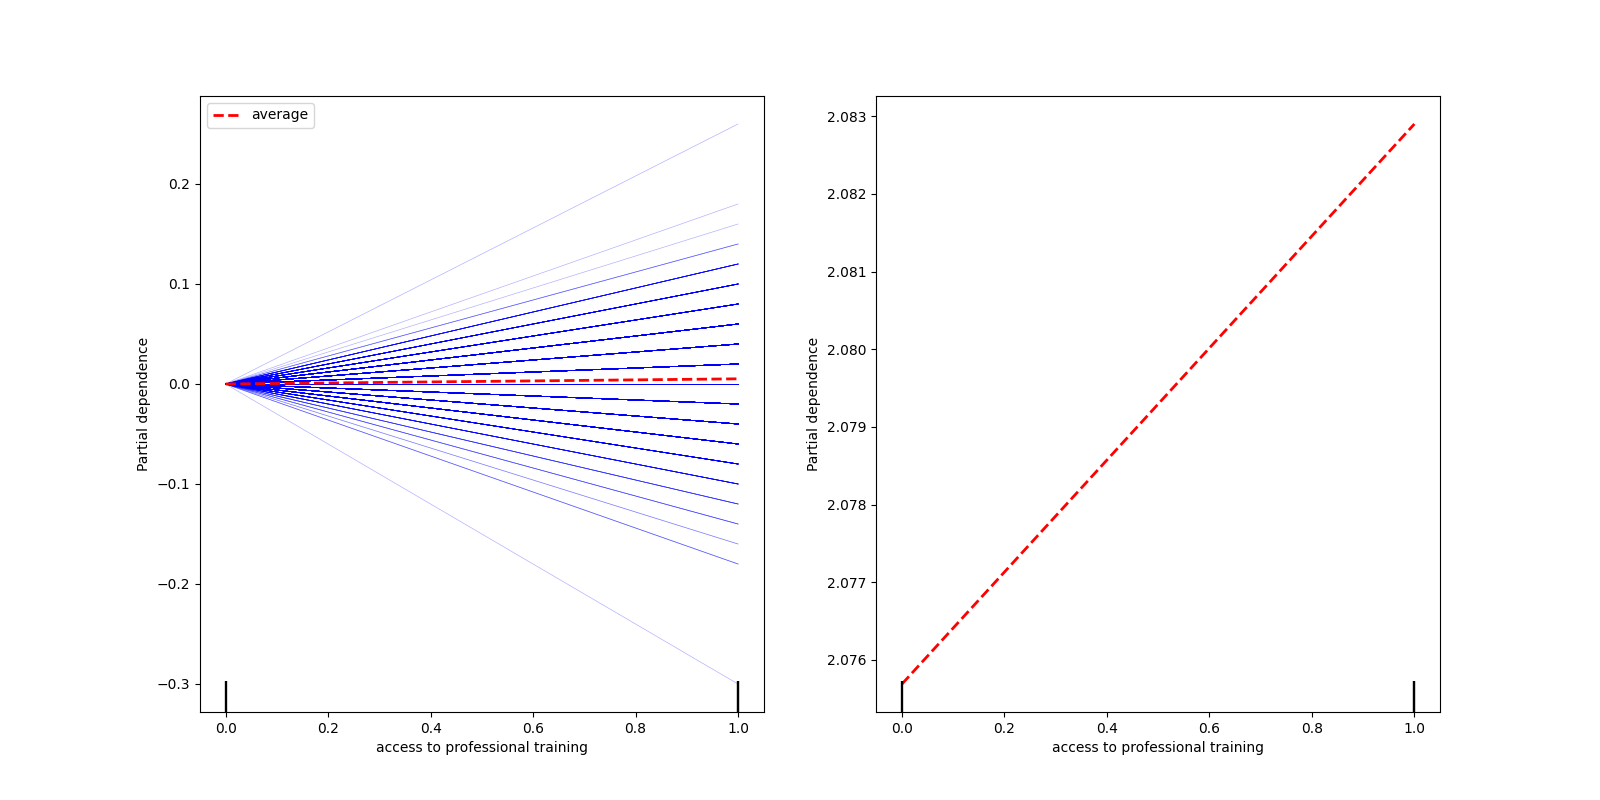 average
0.2
0.1
0.0
−0.1
−0.2
−0.3
Partial dependence
0.0 0.2 0.4 0.6 0.8 1.0
access to professional training
2.083
2.082
2.081
2.080
2.079
2.078
2.077
2.076
Partial dependence
0.0 0.2 0.4 0.6 0.8 1.0
access to professional training